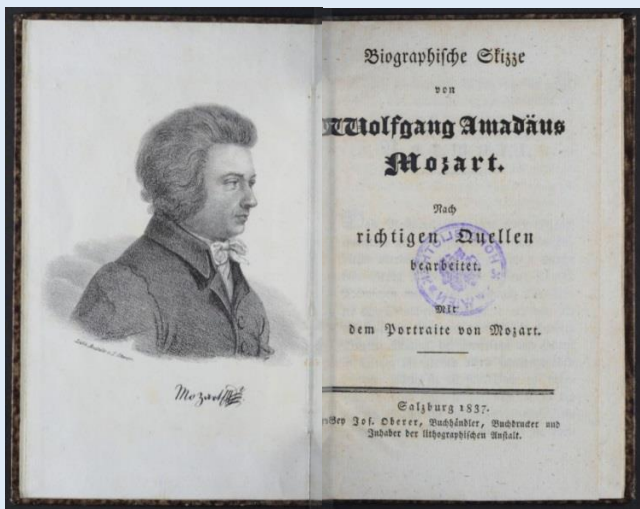 Mozart
Biographische Skizze
von
Wolfgang Amadäus
Mozart.
Nach
richtigen Quellen
bearbeitet.
Mit
dem Portraite von Mozart.
Salzburg 1837.
Bey Jos. Oberer, Buchhändler, Buchdrucker und
Inhaber der lithographischen Anstalt.